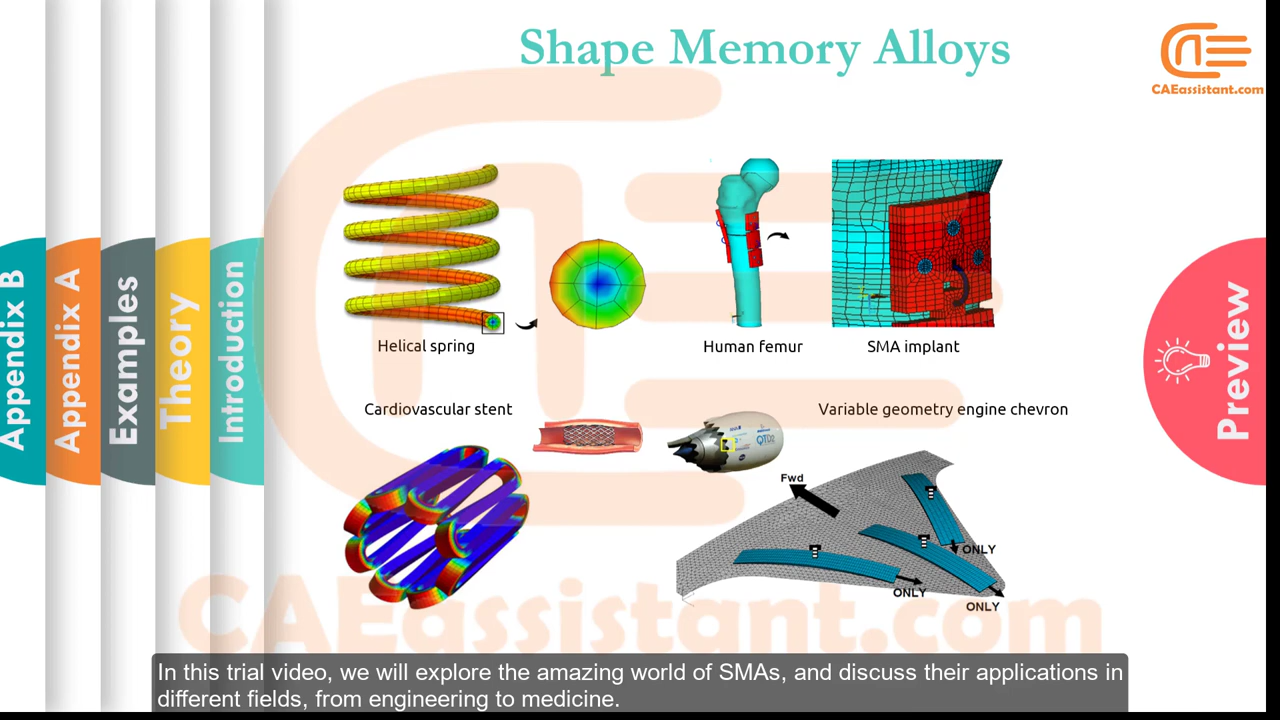 Shape Memory Alloys
CAEassistant.com
Appendix B
Appendix A
Examples
Theory
Introduction
Helical spring
Human femur
SMA implant
Cardiovascular stent
Variable geometry engine chevron
QTD2
Fwd
ONLY
ONLY
ONLY
Preview
CAEassistant.com
In this trial video, we will explore the amazing world of SMAs, and discuss their applications in
different fields, from engineering to medicine.